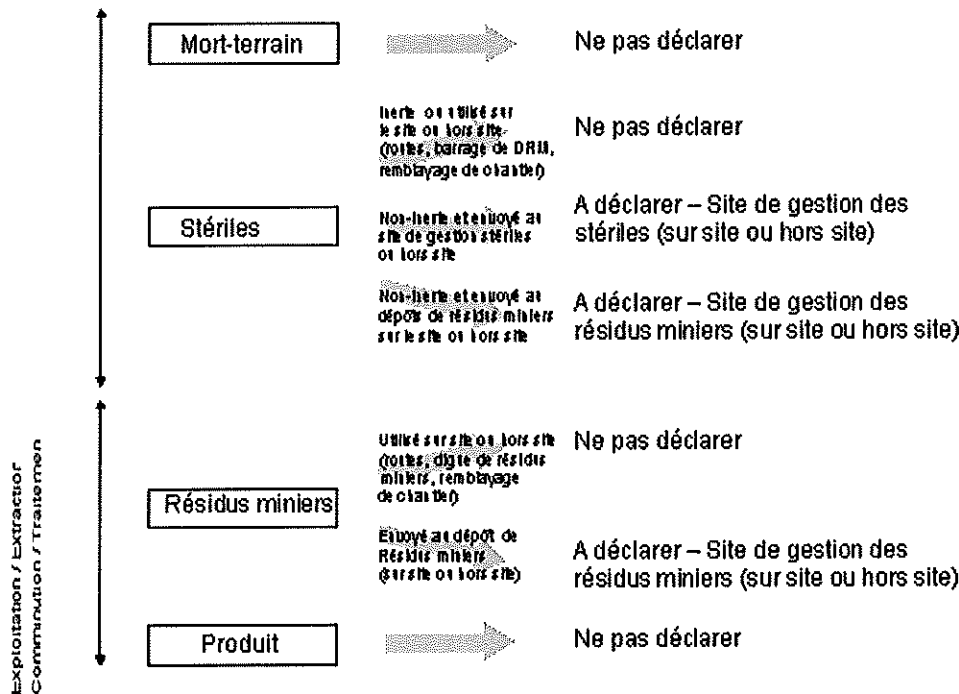 Mort-terrain
Ne pas déclarer
Inerte ou utilisé sur
le site ou hors site
(routes, barrage de DRM,
remblayage de chantier)
Ne pas déclarer
Stériles
Non-inerte et envoyé au
site de gestion stériles
ou hors site
A déclarer – Site de gestion des
stériles (sur site ou hors site)
Non-inerte et envoyé au
dépôts de résidus miniers
sur le site ou hors site
A déclarer – Site de gestion des
résidus miniers (sur site ou hors site)
Utilisé sur site ou hors site
(routes, digue de résidus
miniers, remblayage
de chantier)
Ne pas déclarer
Résidus miniers
Envoyé au dépôt de
Résidus miniers
(sur site ou hors site)
A déclarer – Site de gestion des
résidus miniers (sur site ou hors site)
Produit
Ne pas déclarer
Exploitation / Extraction
Comminution / Traitemen